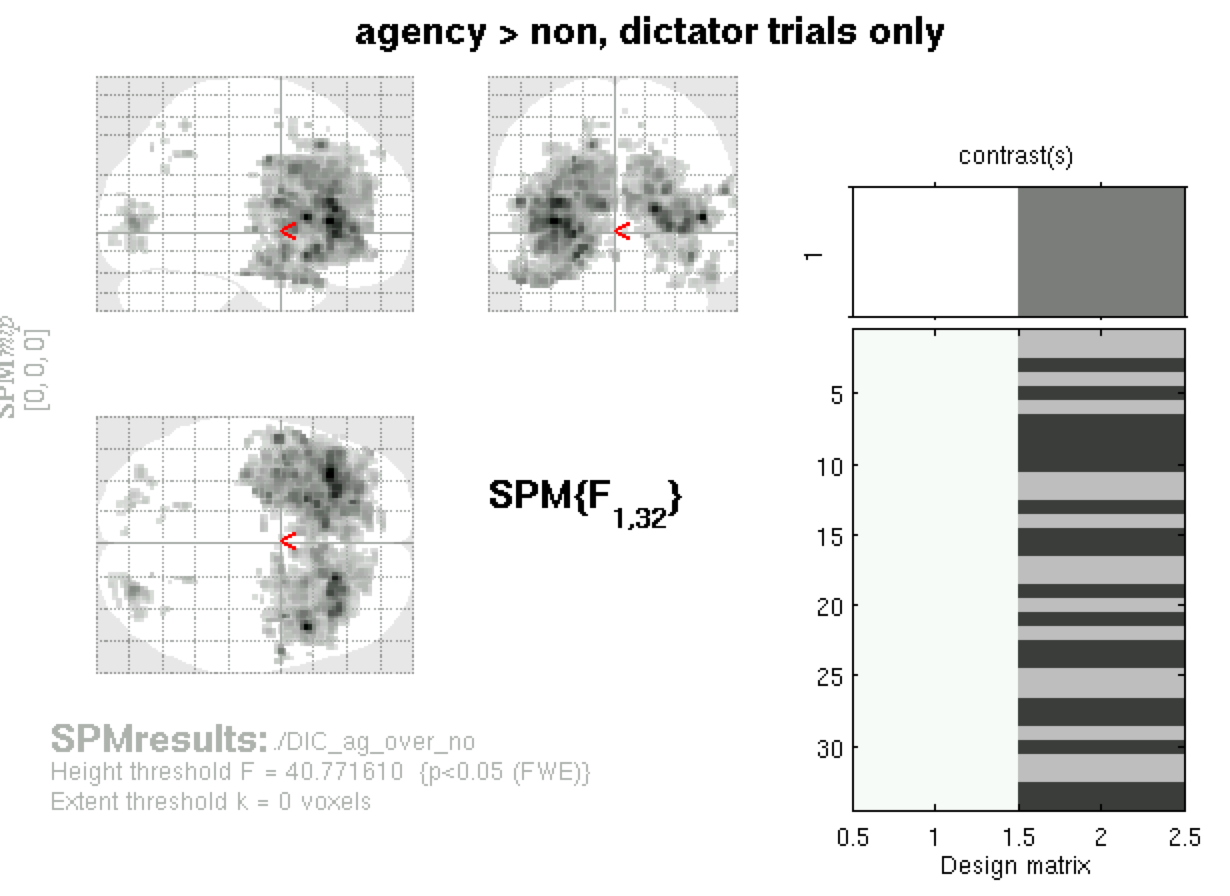 agency > non, dictator trials only
contrast(s)
1
SPMmip
[0, 0, 0]
5
10
15
20
25
30
0.5 1 1.5 2 2.5
Design matrix
SPM{F1,32}
SPMresults: ./DIC_ag_over_no
Height threshold F = 40.771610 {p<0.05 (FWE)}
Extent threshold k = 0 voxels